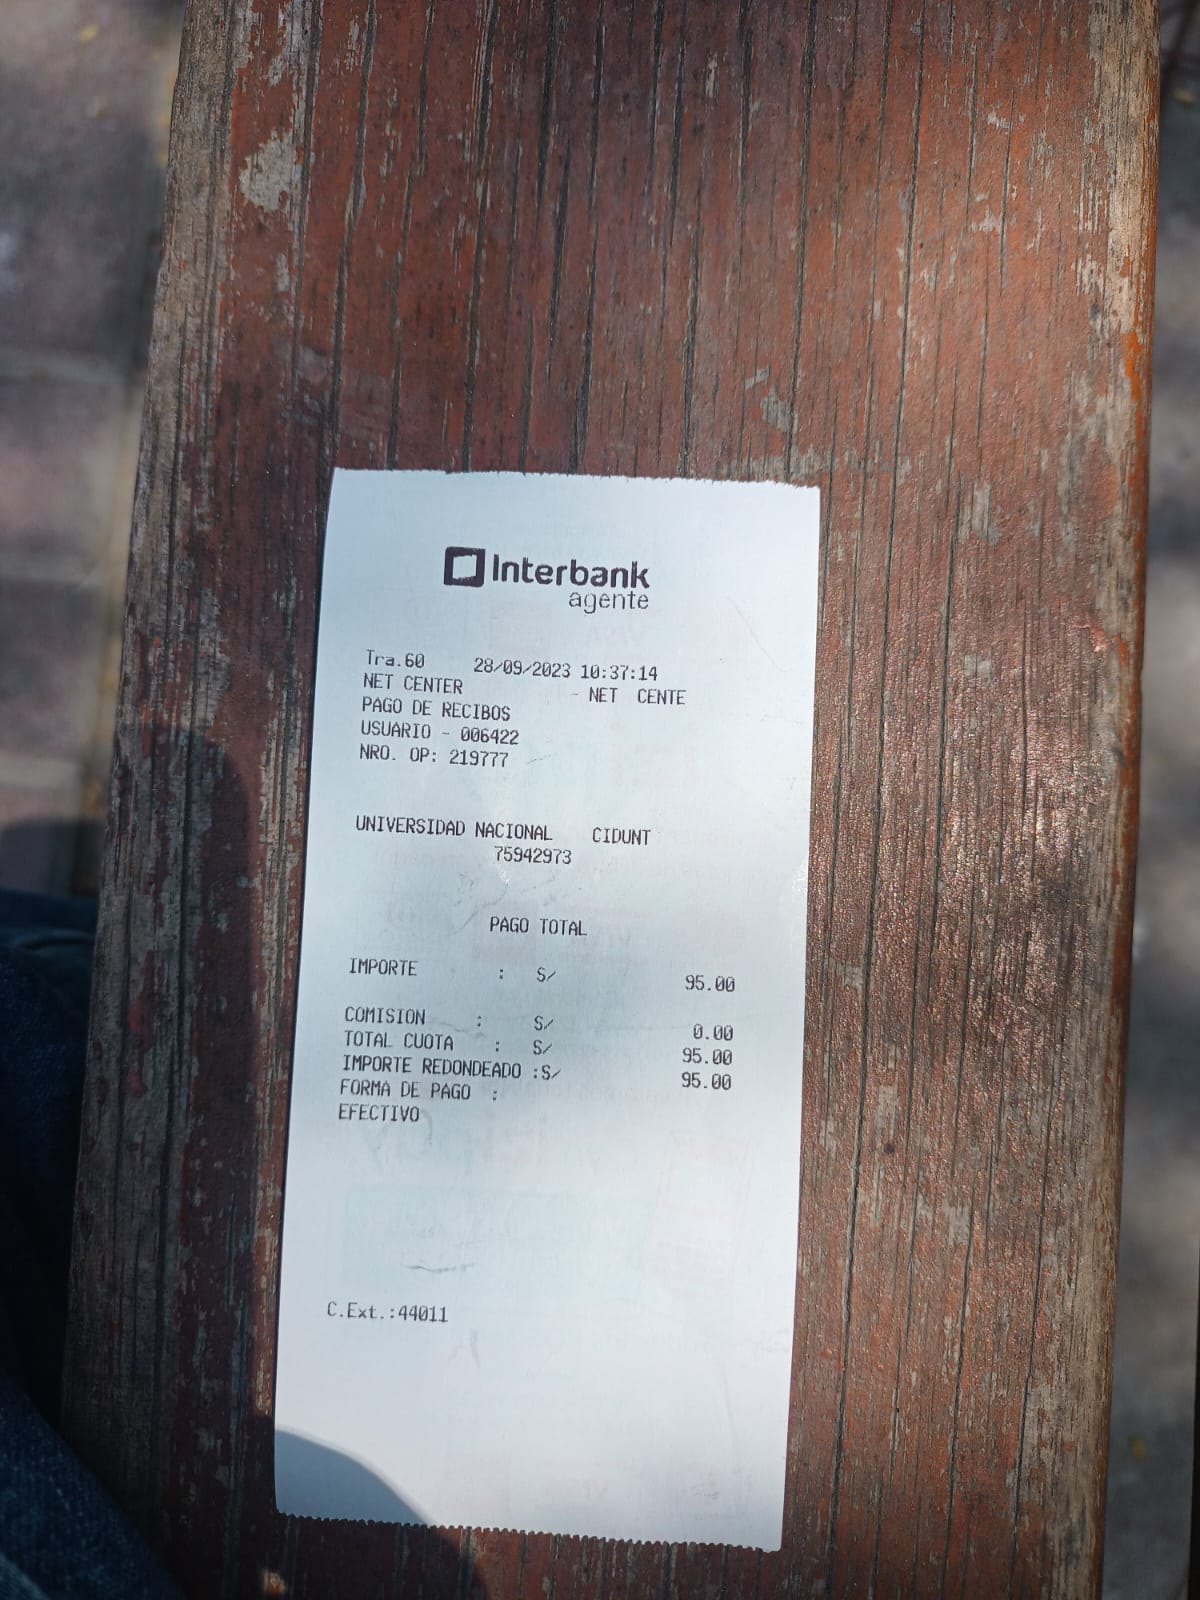 Interbank
agente
Tra.60 28/09/2023 10:37:14
NET CENTER - NET CENTE
PAGO DE RECIBOS
USUARIO - 006422
NRO. OP: 219777
UNIVERSIDAD NACIONAL CIDUNT
75942973
PAGO TOTAL
IMPORTE : S/ 95.00
COMISION : S/ 0.00
TOTAL CUOTA : S/ 95.00
IMPORTE REDONDEADO :S/ 95.00
FORMA DE PAGO :
EFECTIVO
C.Ext.:44011